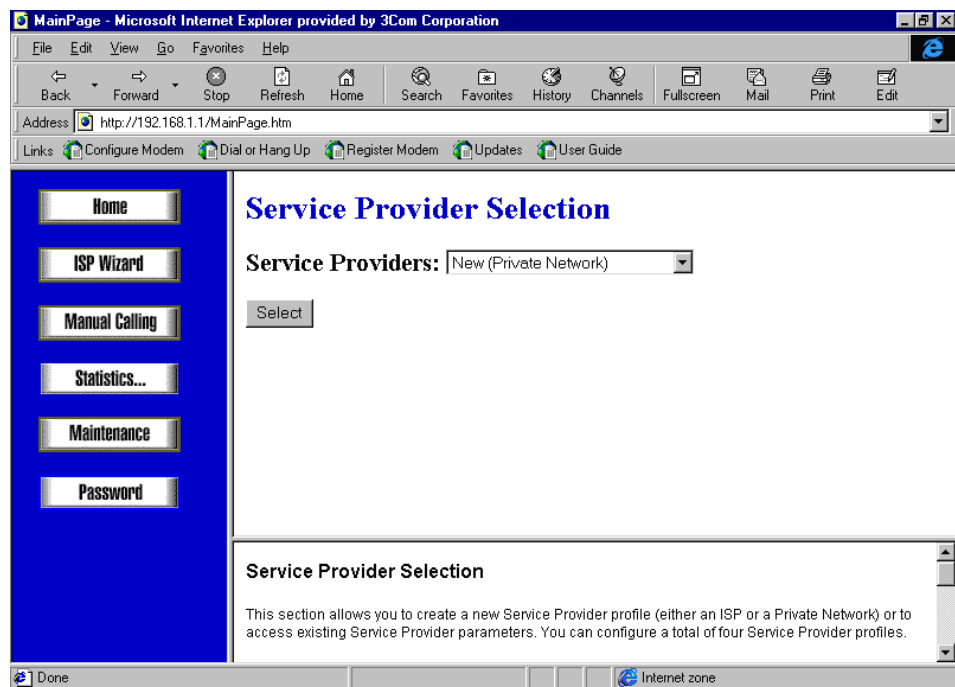 MainPage - Microsoft Internet Explorer provided by 3Com Corporation
File Edit View Go Favorites Help
Back Forward Stop Refresh Home Search Favorites History Channels Fullscreen Mail Print Edit
Address http://192.168.1.1/MainPage.htm
Links Configure Modem Dial or Hang Up Register Modem Updates User Guide
Home
ISP Wizard
Manual Calling
Statistics...
Maintenance
Password
Service Provider Selection
Service Providers: New (Private Network)
Select
Service Provider Selection
This section allows you to create a new Service Provider profile (either an ISP or a Private Network) or to
access existing Service Provider parameters. You can configure a total of four Service Provider profiles.
Done
Internet zone